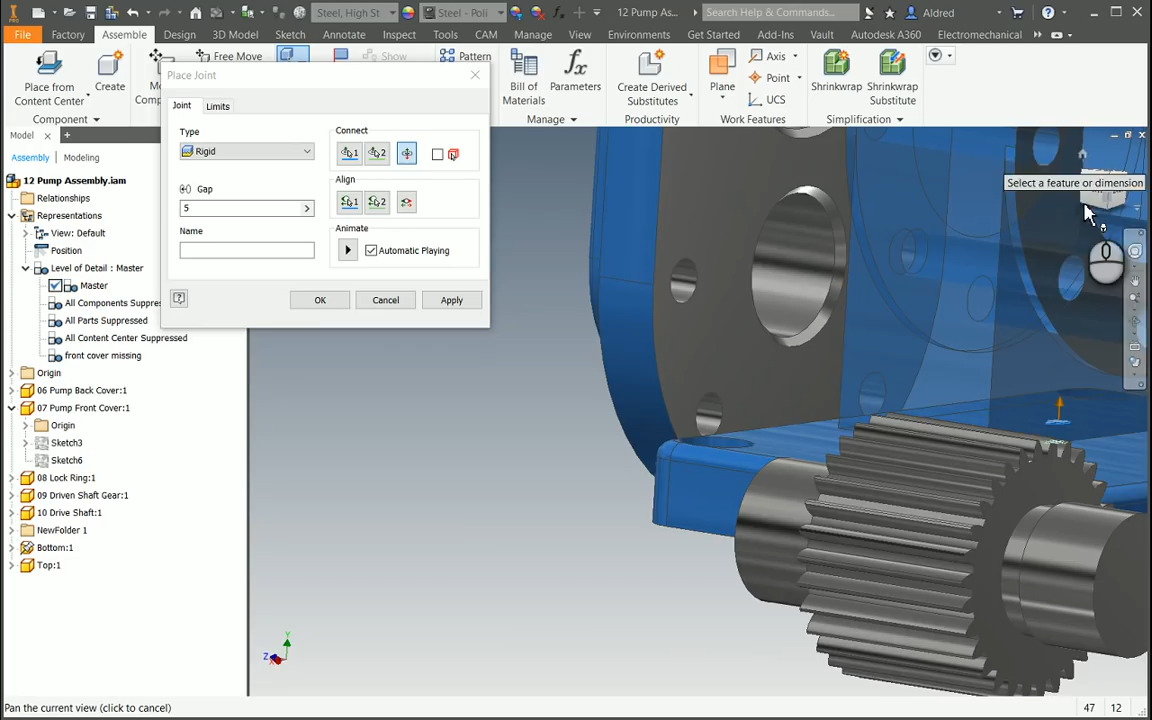 PRO
Steel, High St
Steel - Poli
fx
12 Pump As...
Search Help & Commands...
Aldred
File
Factory
Assemble
Design
3D Model
Sketch
Annotate
Inspect
Tools
CAM
Manage
View
Environments
Get Started
Add-Ins
Vault
Autodesk A360
Electromechanical
Free Move
Show
Pattern
Axis
Point
UCS
Place from
Content Center
Create
Bill of
Materials
fx
Parameters
Create Derived
Substitutes
Plane
Shrinkwrap
Shrinkwrap
Substitute
Component
Manage
Productivity
Work Features
Simplification
Place Joint
Joint
Limits
Type
Rigid
Connect
1
2
Gap
5
Align
1
2
Name
Animate
Automatic Playing
?
OK
Cancel
Apply
Model
Assembly
Modeling
12 Pump Assembly.iam
Relationships
Representations
View: Default
Position
Level of Detail : Master
Master
All Components Suppres
All Parts Suppressed
All Content Center Suppressed
front cover missing
Origin
06 Pump Back Cover:1
07 Pump Front Cover:1
Origin
Sketch3
Sketch6
08 Lock Ring:1
09 Driven Shaft Gear:1
10 Drive Shaft:1
NewFolder 1
Bottom:1
Top:1
Select a feature or dimension
Y
Z
X
Pan the current view (click to cancel)
47
12